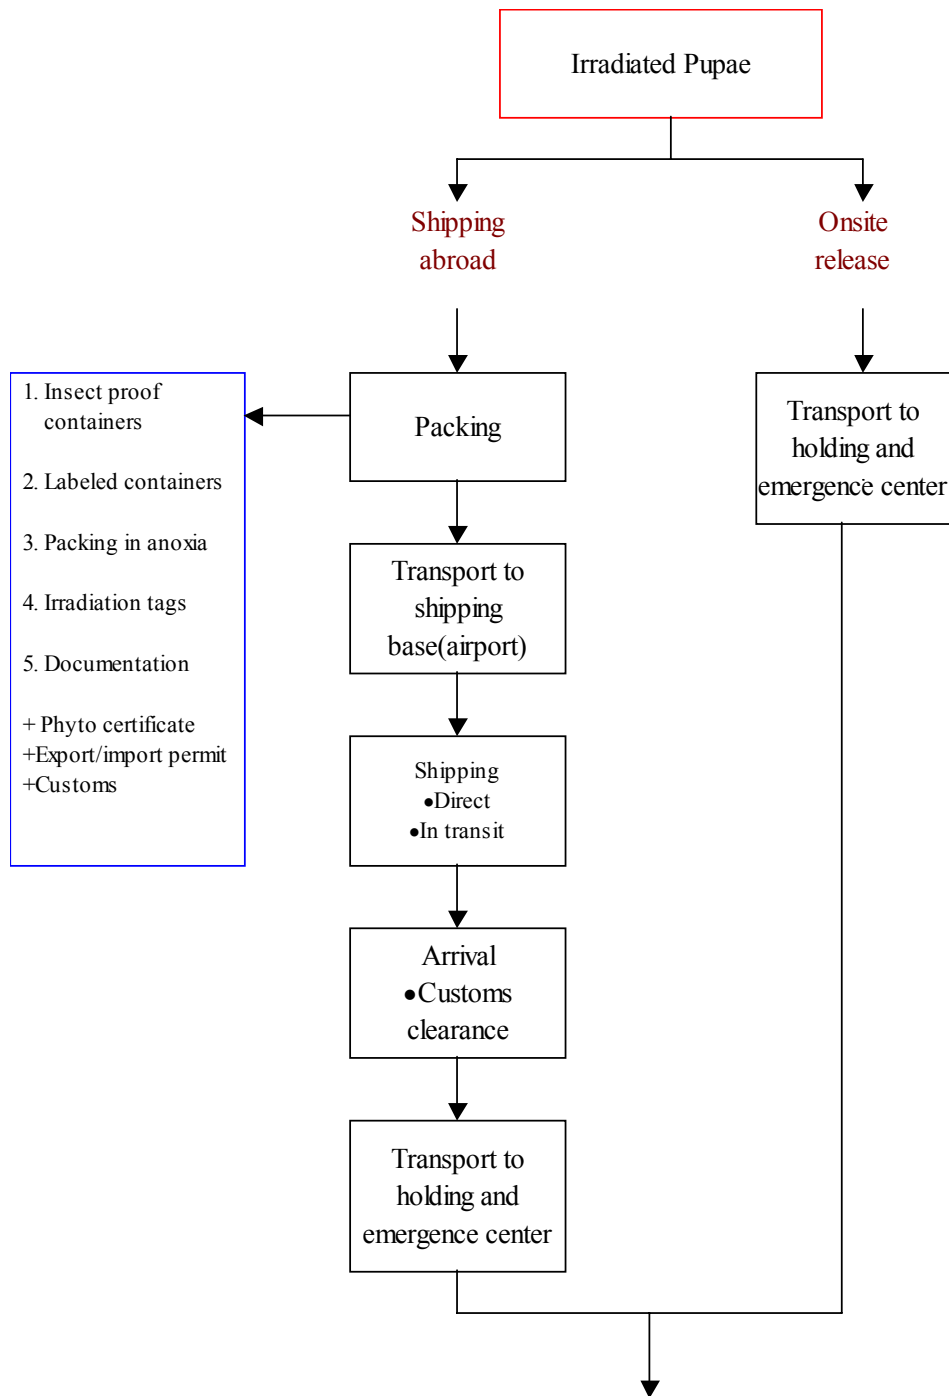 Irradiated Pupae
Shipping
abroad
Onsite
release
1. Insect proof
containers
2. Labeled containers
3. Packing in anoxia
4. Irradiation tags
5. Documentation
+ Phyto certificate
+Export/import permit
+Customs
Packing
Transport to
holding and
emergence center
Transport to
shipping
base(airport)
Shipping
•Direct
•In transit
Arrival
•Customs
clearance
Transport to
holding and
emergence center